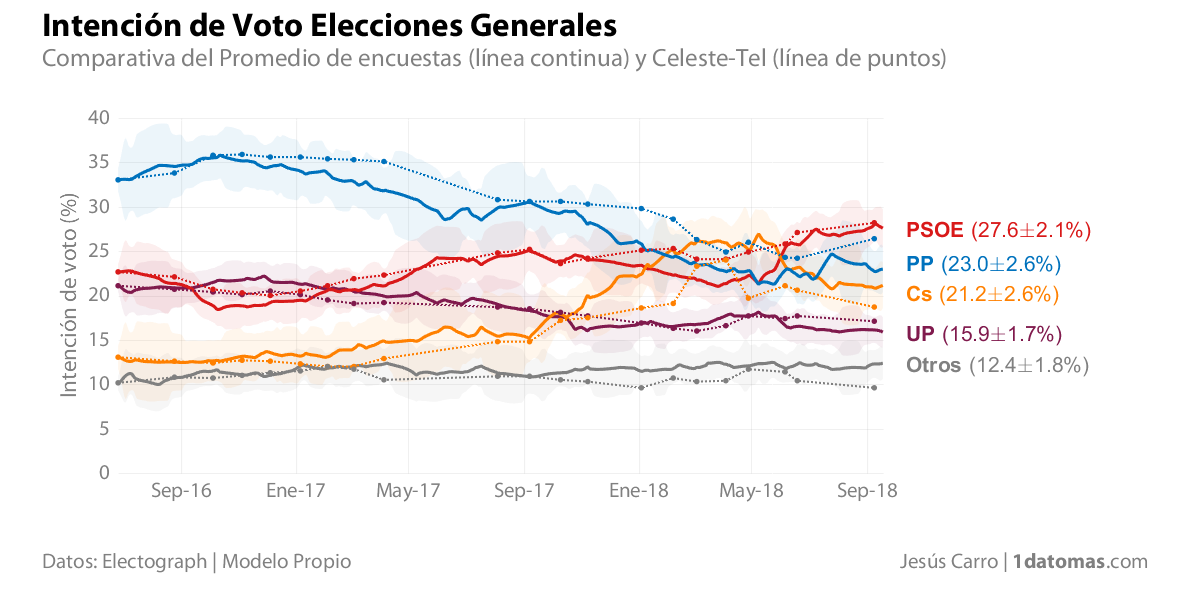 Intención de Voto Elecciones Generales
Comparativa del Promedio de encuestas (línea continua) y Celeste-Tel (línea de puntos)
Intención de voto (%)
40
35
30
25
20
15
10
5
0
Sep-16 Ene-17 May-17 Sep-17 Ene-18 May-18 Sep-18
PSOE (27.6±2.1%)
PP (23.0±2.6%)
Cs (21.2±2.6%)
UP (15.9±1.7%)
Otros (12.4±1.8%)
Datos: Electograph | Modelo Propio
Jesús Carro | 1datomas.com